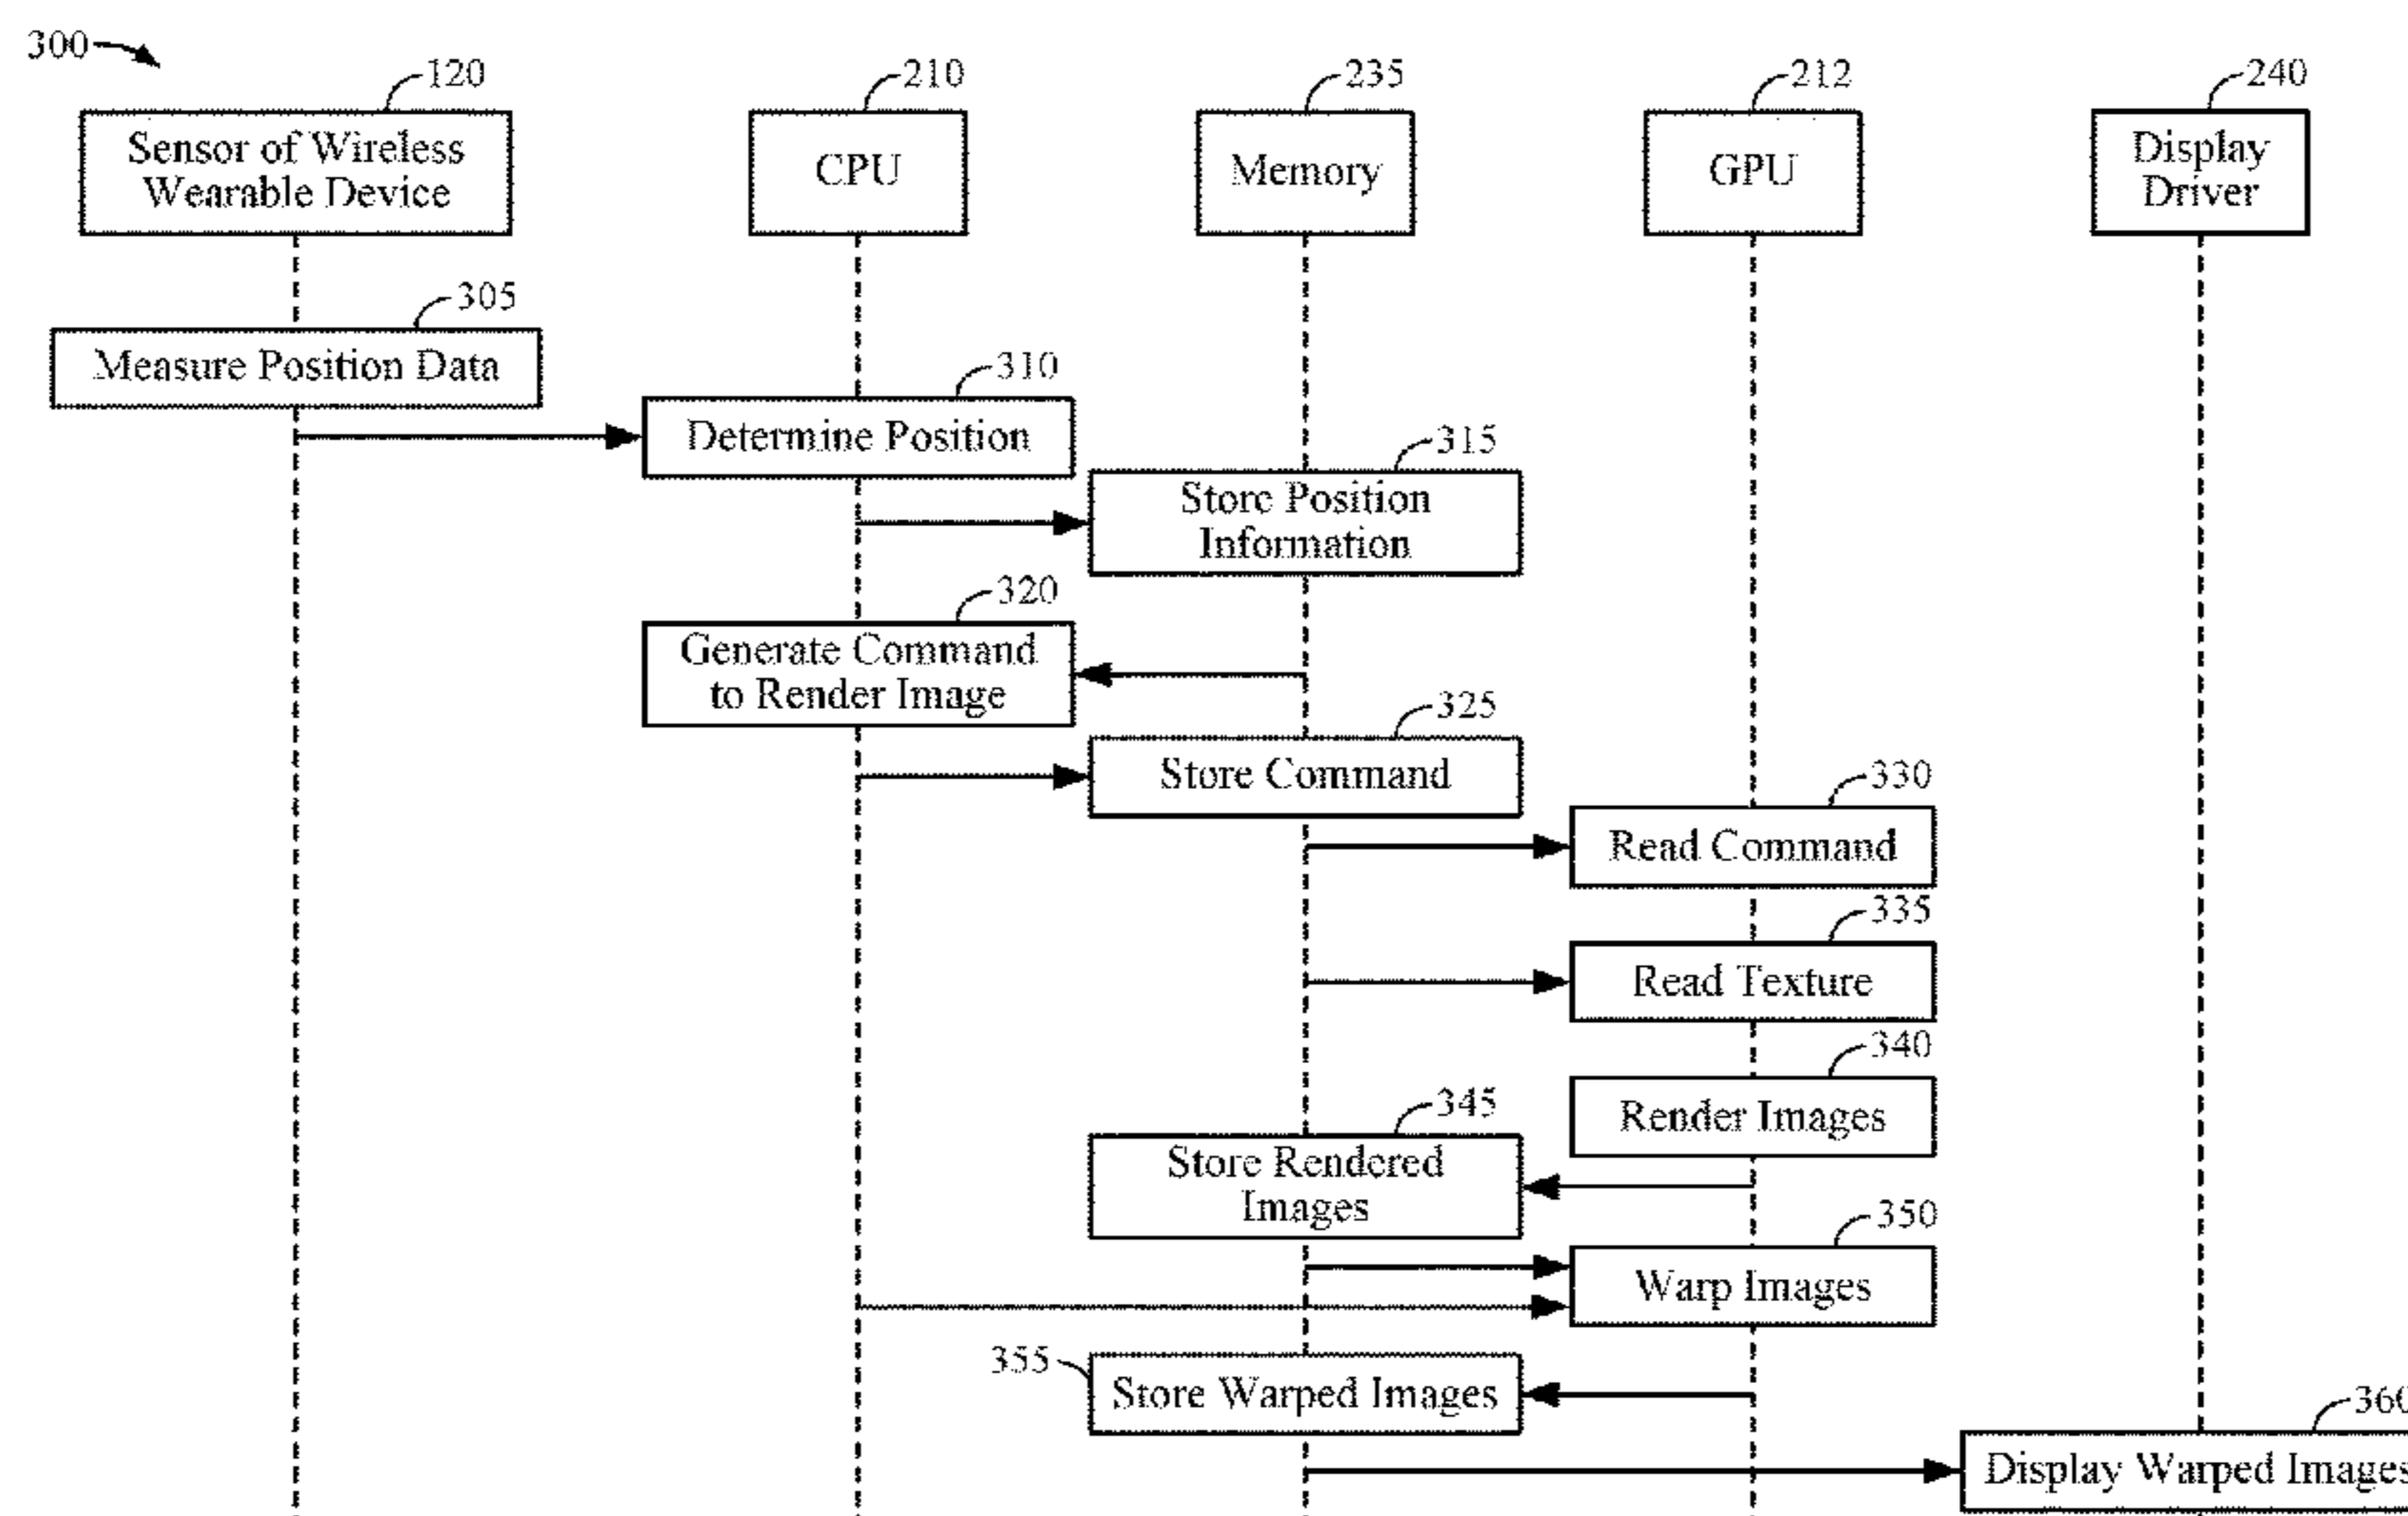 300
120
210
235
212
240
Sensor of Wireless
Wearable Device
CPU
Memory
GPU
Display
Driver
305
Measure Position Data
310
Determine Position
315
Store Position
Information
320
Generate Command
to Render Image
325
Store Command
330
Read Command
335
Read Texture
340
Render Images
345
Store Rendered
Images
350
Warp Images
355
Store Warped Images
360
Display Warped Images